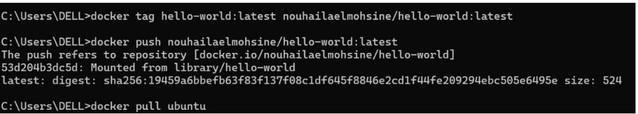 C:\Users\DELL>docker tag hello-world:latest nouhailaelmohsine/hello-world:latest
C:\Users\DELL>docker push nouhailaelmohsine/hello-world:latest
The push refers to repository [docker.io/nouhailaelmohsine/hello-world]
53d204b3dc5d: Mounted from library/hello-world
latest: digest: sha256:19459a6bbefb63f83f137f08c1df645f8846e2cd1f44fe209294ebc505e6495e size: 524
C:\Users\DELL>docker pull ubuntu